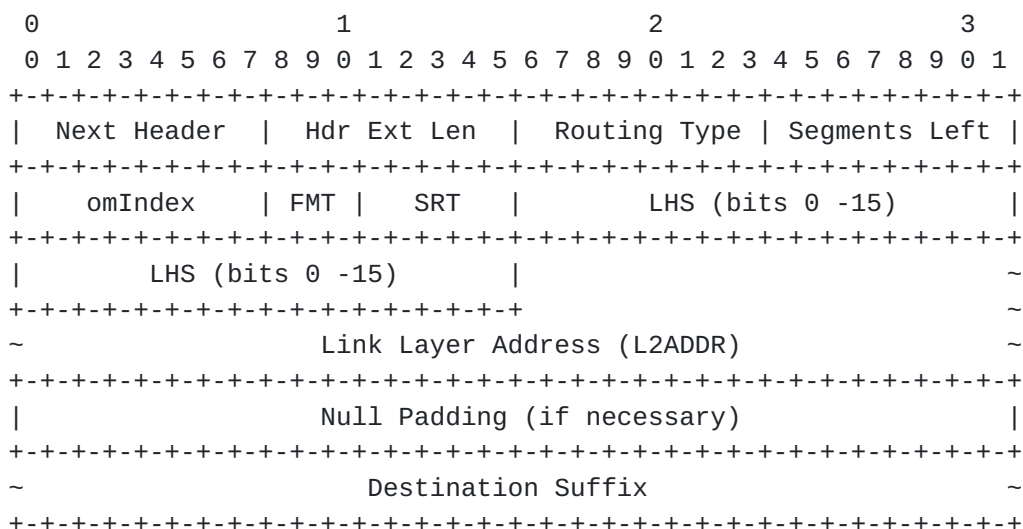 0                   1                   2                   3
0 1 2 3 4 5 6 7 8 9 0 1 2 3 4 5 6 7 8 9 0 1 2 3 4 5 6 7 8 9 0 1
+-+-+-+-+-+-+-+-+-+-+-+-+-+-+-+-+-+-+-+-+-+-+-+-+-+-+-+-+-+-+-+-+
|  Next Header  |  Hdr Ext Len  |  Routing Type | Segments Left |
+-+-+-+-+-+-+-+-+-+-+-+-+-+-+-+-+-+-+-+-+-+-+-+-+-+-+-+-+-+-+-+-+
|    omIndex    | FMT |   SRT   |        LHS (bits 0 -15)       |
+-+-+-+-+-+-+-+-+-+-+-+-+-+-+-+-+-+-+-+-+-+-+-+-+-+-+-+-+-+-+-+-+
|        LHS (bits 0 -15)       |                               ~
+-+-+-+-+-+-+-+-+-+-+-+-+-+-+-+-+                               ~
~                   Link Layer Address (L2ADDR)                 ~
+-+-+-+-+-+-+-+-+-+-+-+-+-+-+-+-+-+-+-+-+-+-+-+-+-+-+-+-+-+-+-+-+
|                   Null Padding (if necessary)                 |
+-+-+-+-+-+-+-+-+-+-+-+-+-+-+-+-+-+-+-+-+-+-+-+-+-+-+-+-+-+-+-+-+
~                      Destination Suffix                       ~
+-+-+-+-+-+-+-+-+-+-+-+-+-+-+-+-+-+-+-+-+-+-+-+-+-+-+-+-+-+-+-+-+